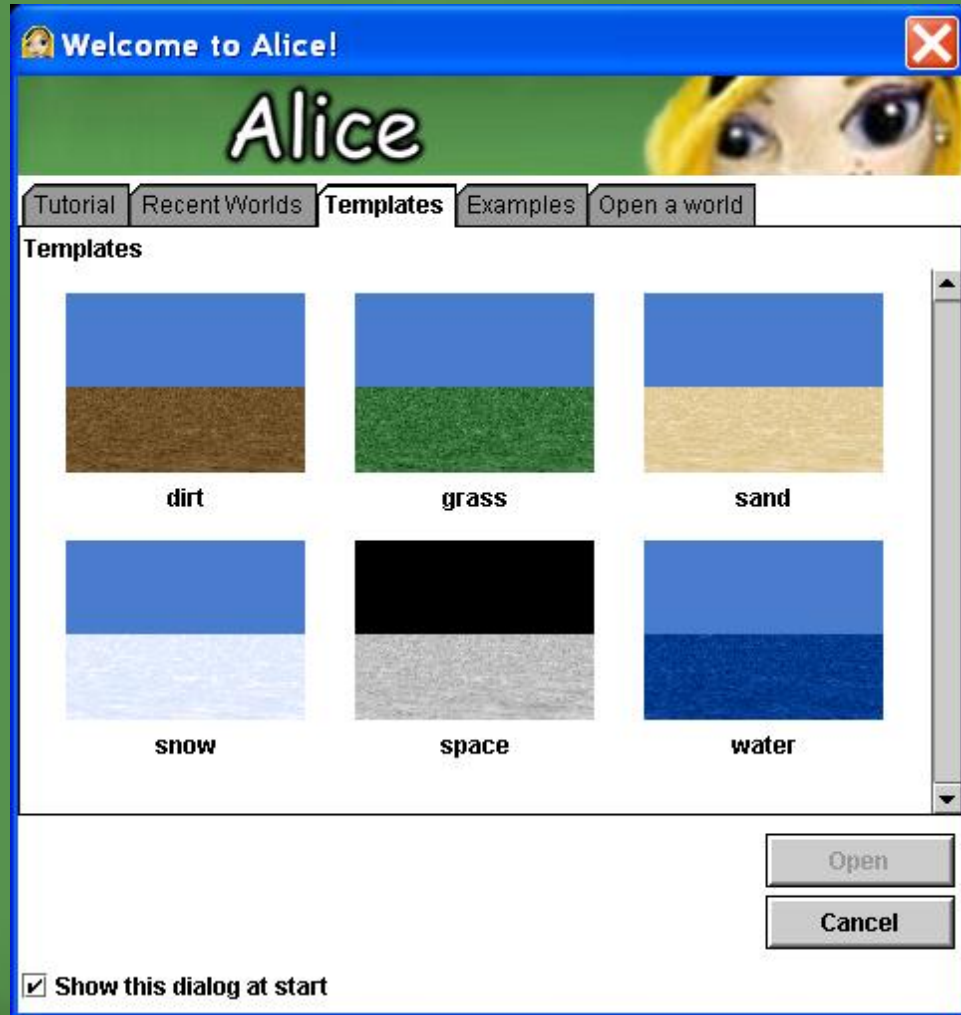 Welcome to Alice!
Alice
Tutorial Recent Worlds Templates Examples Open a world
Templates
dirt grass sand
snow space water
Open
Cancel
Show this dialog at start